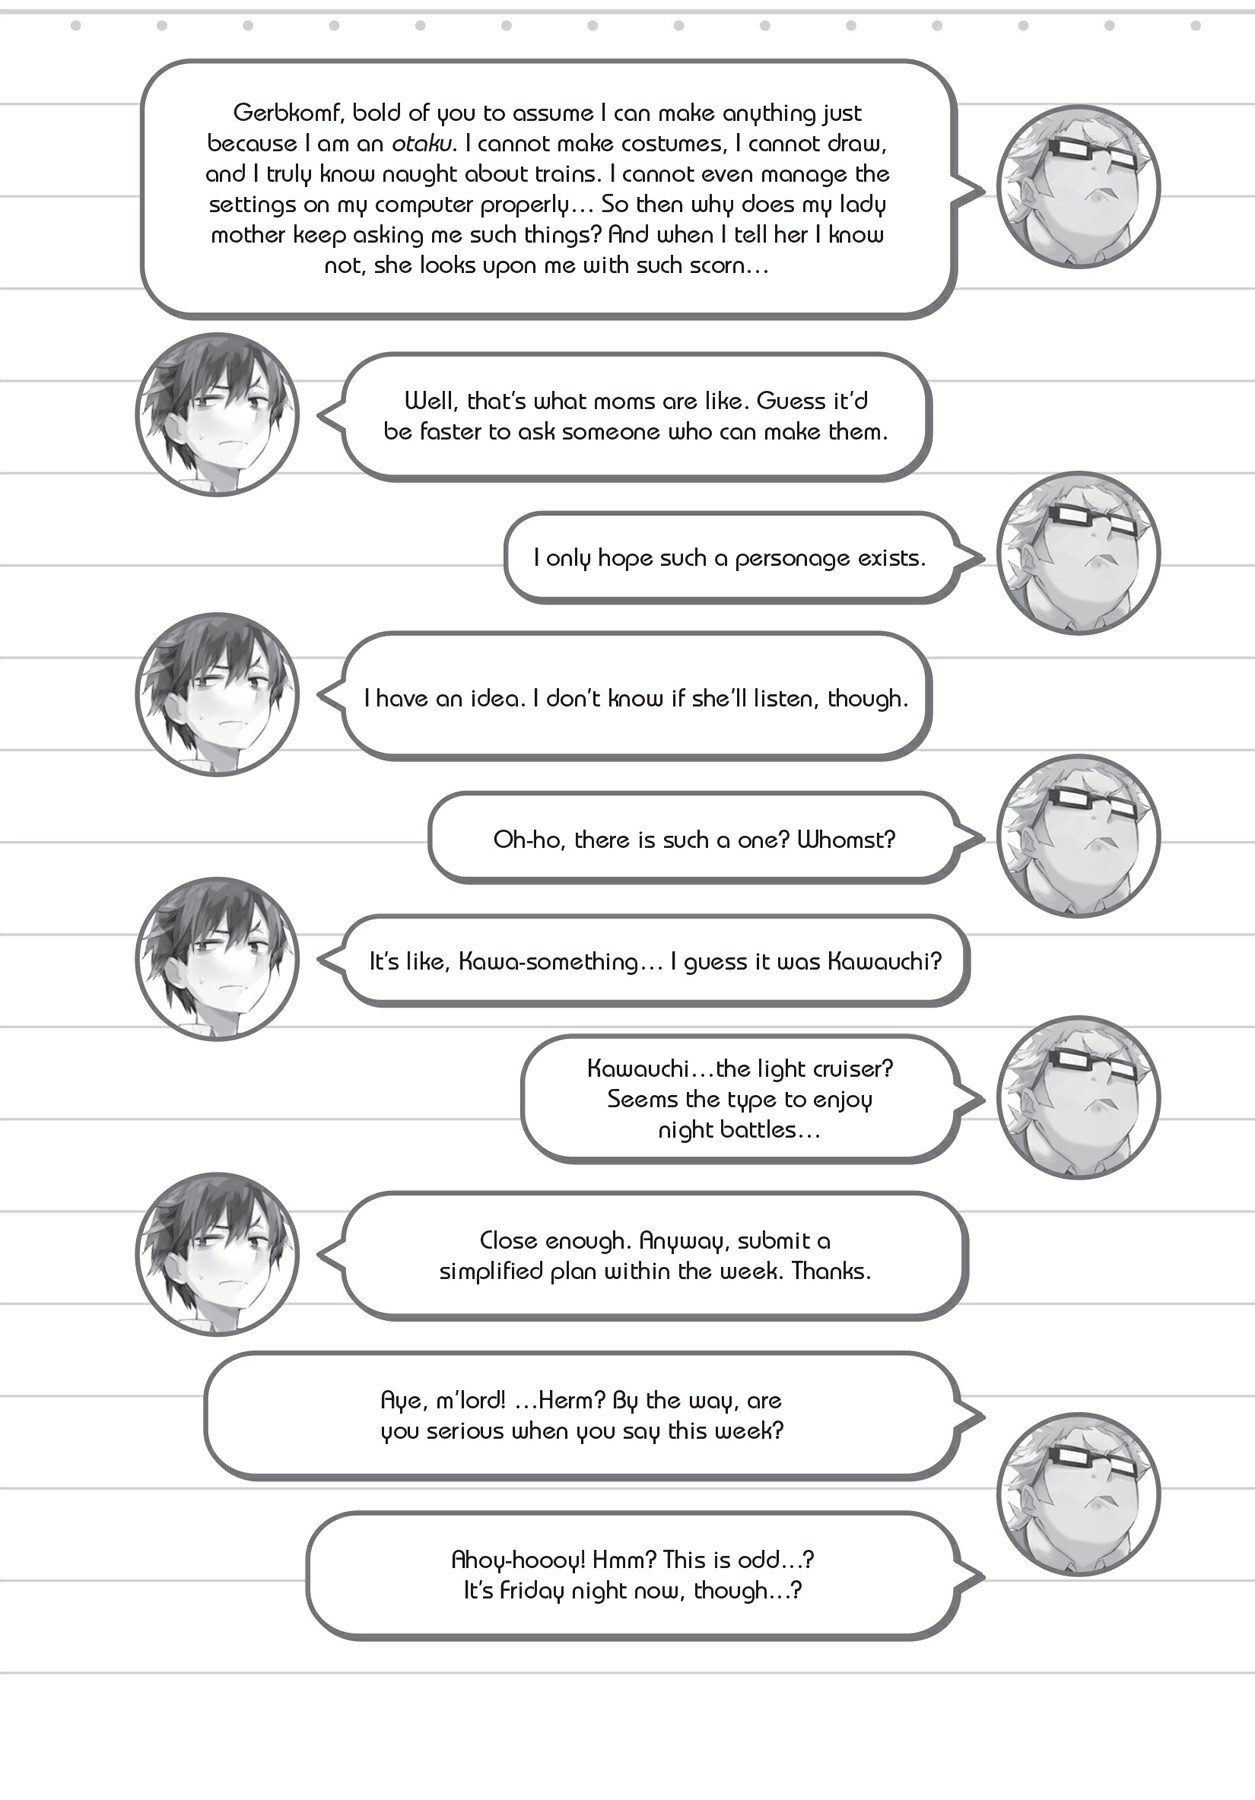 Gerbkomf, bold of you to assume I can make anything just
because I am an otaku. I cannot make costumes, I cannot draw,
and I truly know naught about trains. I cannot even manage the
settings on my computer properly... So then why does my lady
mother keep asking me such things? And when I tell her I know
not, she looks upon me with such scorn...
Well, that's what moms are like. Guess it'd
be faster to ask someone who can make them.
I only hope such a personage exists.
I have an idea. I don't know if she'll listen, though.
Oh-ho, there is such a one? Whomst?
It's like, Kawa-something... I guess it was Kawauchi?
Kawauchi...the light cruiser?
Seems the type to enjoy
night battles...
Close enough. Anyway, submit a
simplified plan within the week. Thanks.
Aye, m'lord! ...Herm? By the way, are
you serious when you say this week?
Ahoy-hoooy! Hmm? This is odd...?
It's Friday night now, though...?